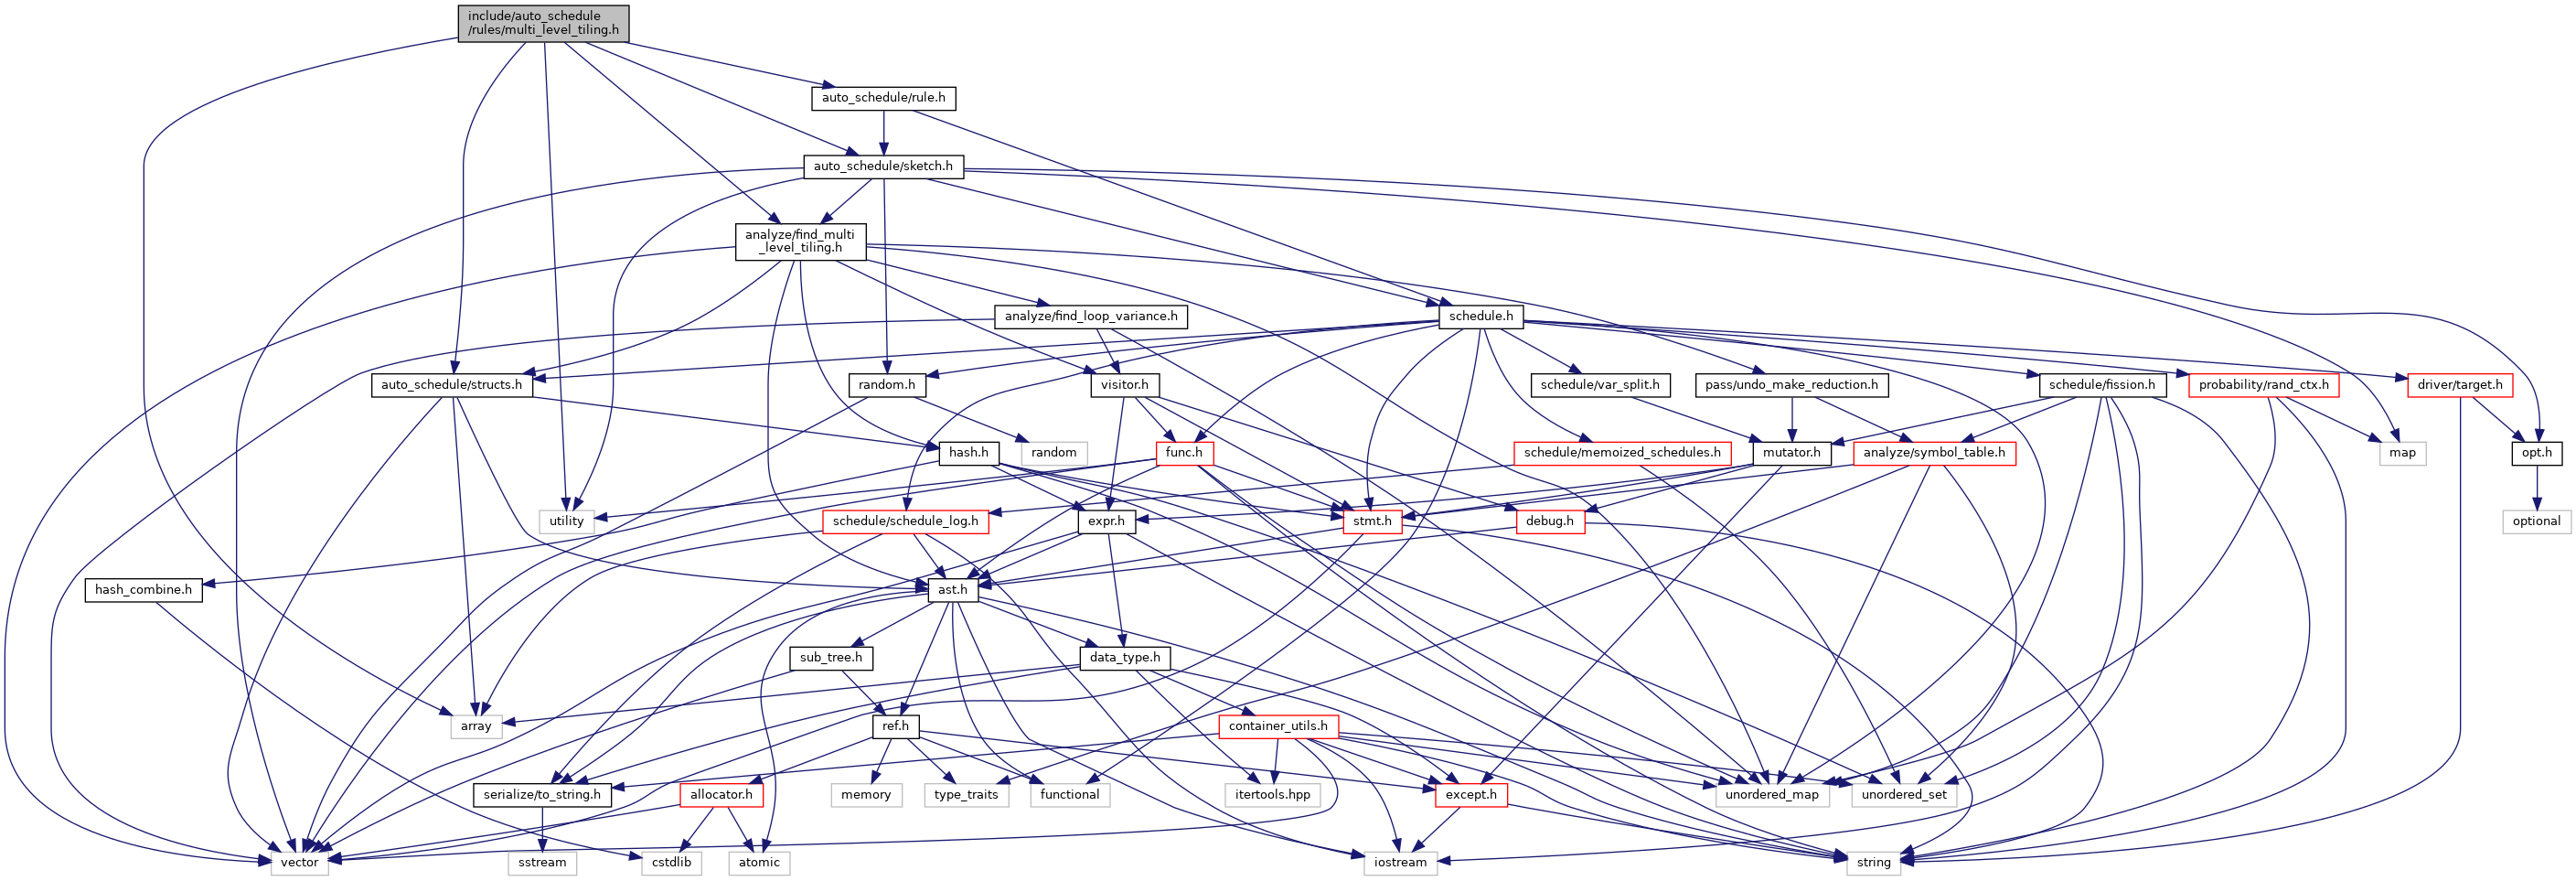 include/auto_schedule
/rules/multi_level_tiling.h
auto_schedule/rule.h
auto_schedule/sketch.h
analyze/find_multi
_level_tiling.h
analyze/find_loop_variance.h
schedule.h
auto_schedule/structs.h
random.h
visitor.h
schedule/var_split.h
pass/undo_make_reduction.h
schedule/fission.h
probability/rand_ctx.h
driver/target.h
hash.h
random
func.h
schedule/memoized_schedules.h
mutator.h
analyze/symbol_table.h
map
opt.h
utility
schedule/schedule_log.h
expr.h
stmt.h
debug.h
optional
hash_combine.h
ast.h
sub_tree.h
data_type.h
array
ref.h
container_utils.h
serialize/to_string.h
allocator.h
memory
type_traits
functional
itertools.hpp
except.h
unordered_map
unordered_set
vector
sstream
cstdlib
atomic
iostream
string